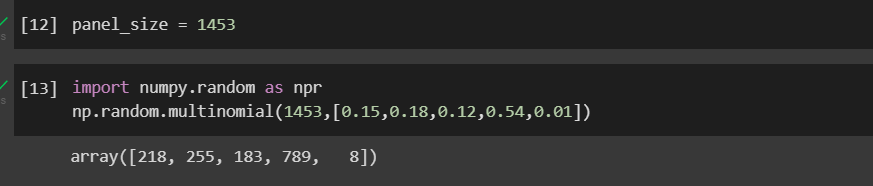 [12] panel_size = 1453
s
[13] import numpy.random as npr
s
np.random.multinomial(1453,[0.15,0.18,0.12,0.54,0.01])
array([218, 255, 183, 789,   8])